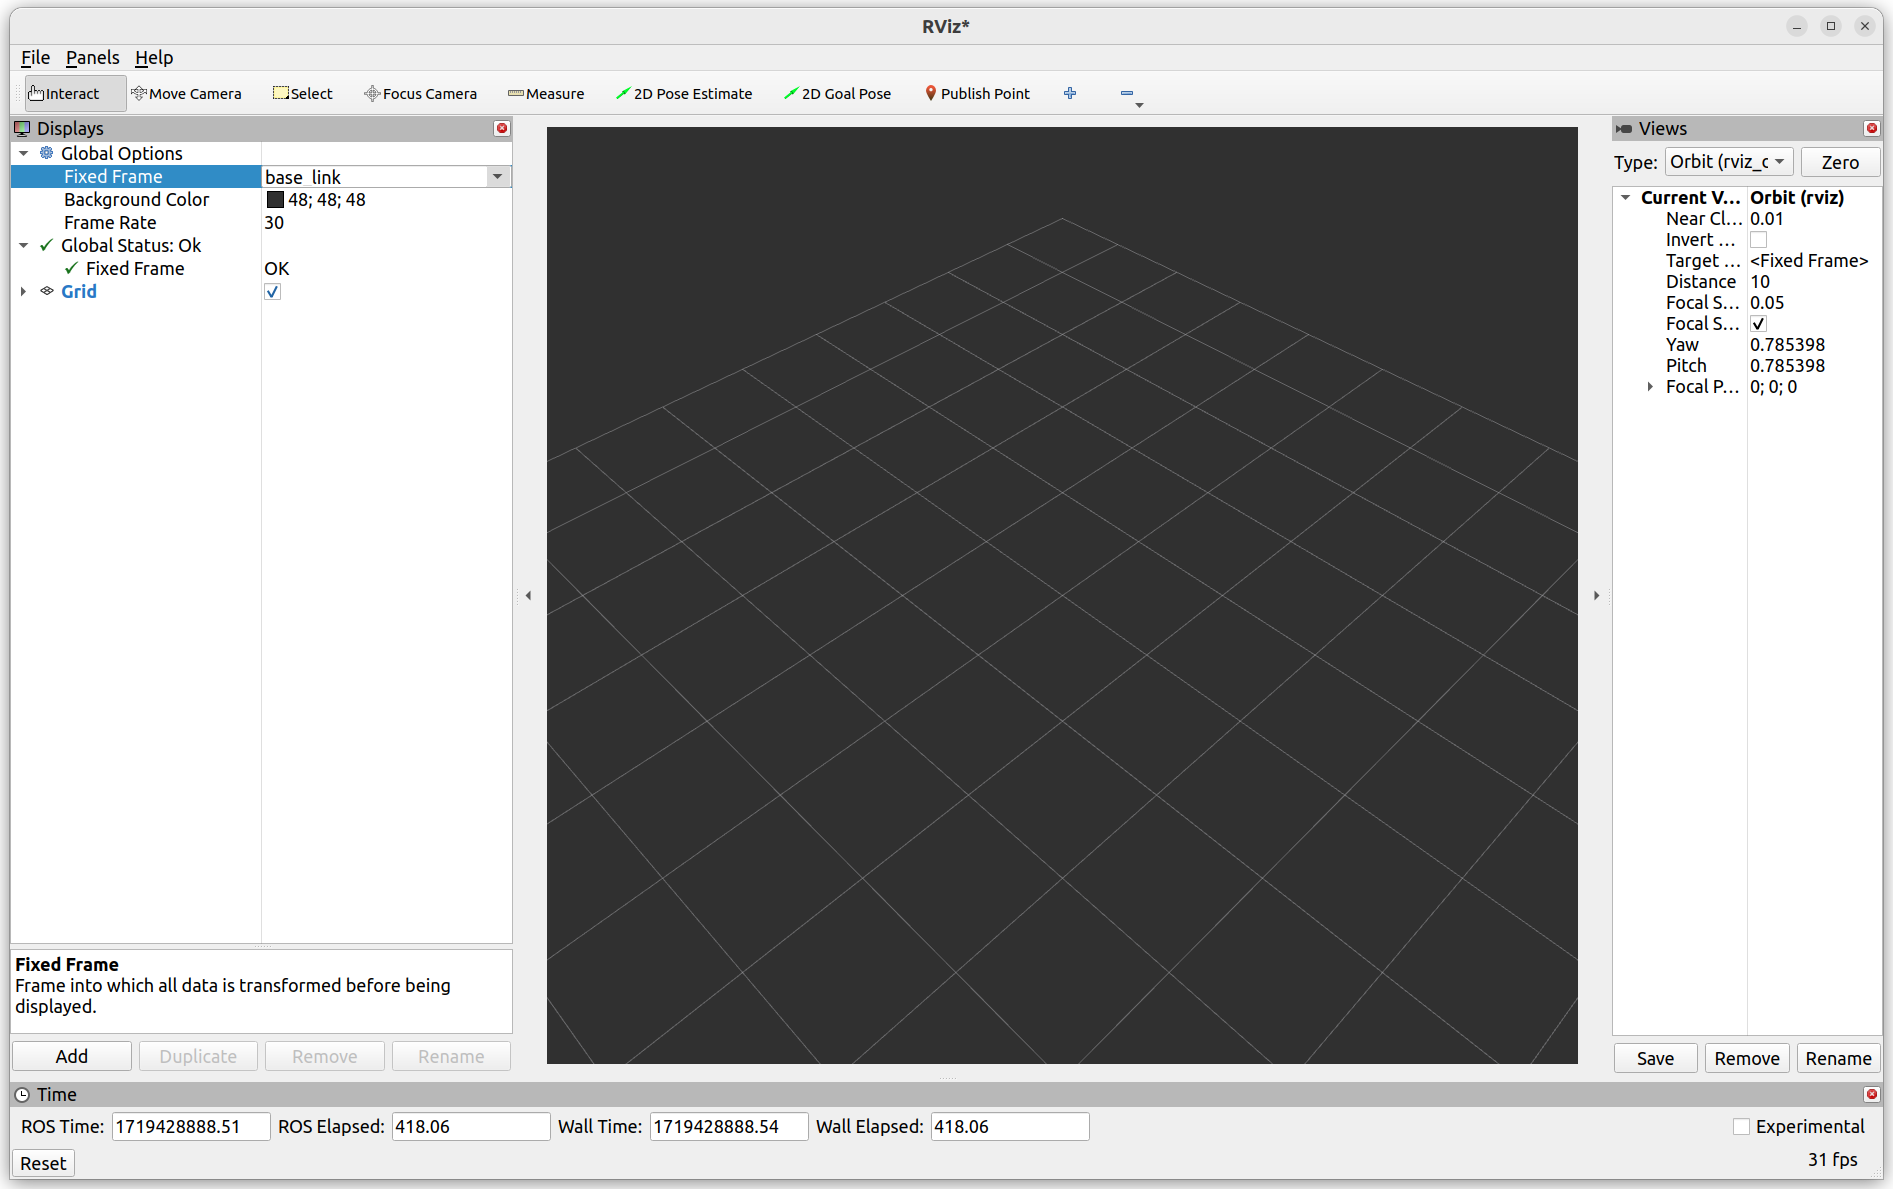 RViz*
File Panels Help
Interact Move Camera Select Focus Camera Measure 2D Pose Estimate 2D Goal Pose Publish Point
Displays
Global Options
Fixed Frame base_link
Background Color 48; 48; 48
Frame Rate 30
Global Status: Ok
Fixed Frame OK
Grid
Fixed Frame
Frame into which all data is transformed before being
displayed.
Add Duplicate Remove Rename
Views
Type: Orbit (rviz_c Zero
Current V... Orbit (rviz)
Near Cl... 0.01
Invert ...
Target ... <Fixed Frame>
Distance 10
Focal S... 0.05
Focal S...
Yaw 0.785398
Pitch 0.785398
Focal P... 0; 0; 0
Save Remove Rename
Time
ROS Time: 1719428888.51 ROS Elapsed: 418.06 Wall Time: 1719428888.54 Wall Elapsed: 418.06 Experimental
Reset 31 fps